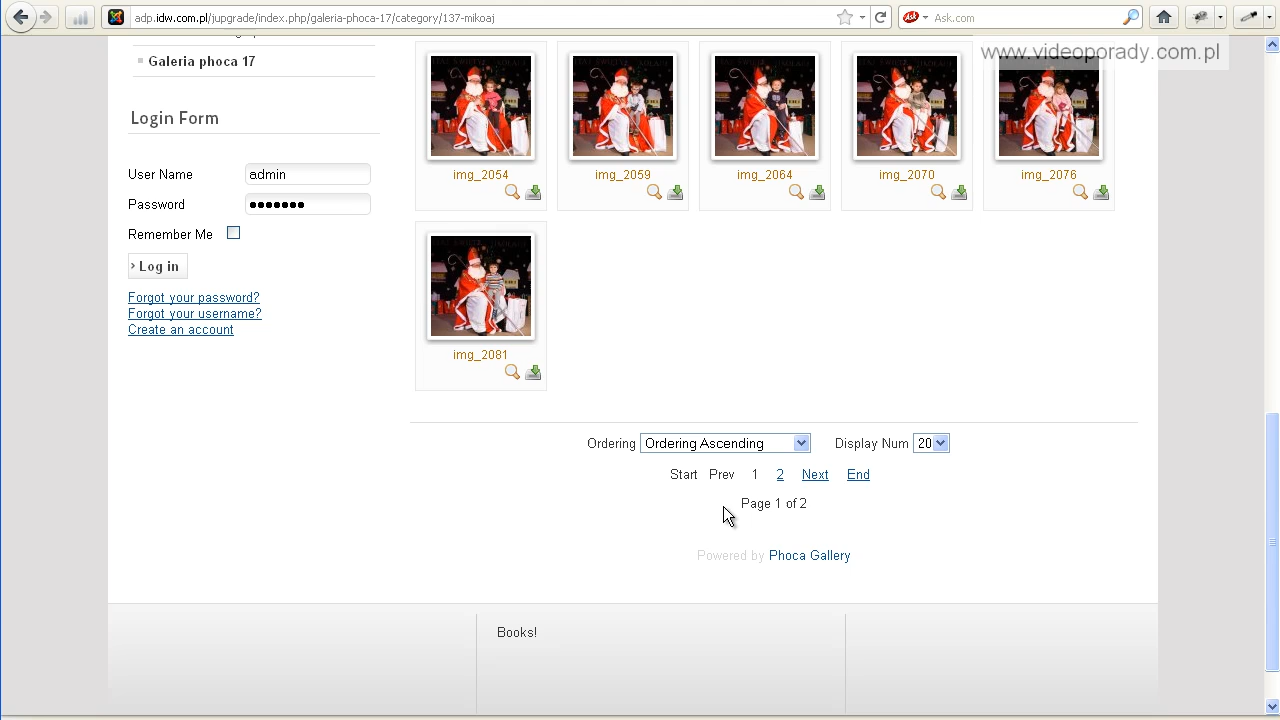 adp.idw.com.pl/jupgrade/index.php/galeria-phoca-17/category/137-mikoaj
Ask Ask.com
www.videoporady.com.pl
Galeria phoca 17
Login Form
User Name admin
Password ●●●●●●●
Remember Me
› Log in
Forgot your password?
Forgot your username?
Create an account
img_2054 img_2059 img_2064 img_2070 img_2076
img_2081
Ordering Ordering Ascending Display Num 20
Start Prev 1 2 Next End
Page 1 of 2
Powered by Phoca Gallery
Books!